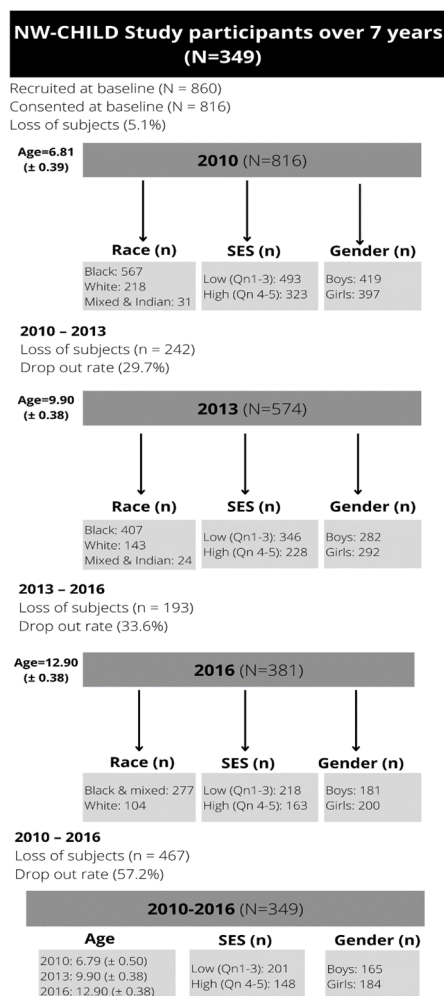 NW-CHILD Study participants over 7 years
(N=349)
Recruited at baseline (N = 860)
Consented at baseline (N = 816)
Loss of subjects (5.1%)
Age=6.81
(± 0.39)
2010 (N=816)
Race (n)
Black: 567
White: 218
Mixed & Indian: 31
SES (n)
Low (Qn1-3): 493
High (Qn 4-5): 323
Gender (n)
Boys: 419
Girls: 397
2010 – 2013
Loss of subjects (n = 242)
Drop out rate (29.7%)
Age=9.90
(± 0.38)
2013 (N=574)
Race (n)
Black: 407
White: 143
Mixed & Indian: 24
SES (n)
Low (Qn1-3): 346
High (Qn 4-5): 228
Gender (n)
Boys: 282
Girls: 292
2013 – 2016
Loss of subjects (n = 193)
Drop out rate (33.6%)
Age=12.90
(± 0.38)
2016 (N=381)
Race (n)
Black & mixed: 277
White: 104
SES (n)
Low (Qn1-3): 218
High (Qn 4-5): 163
Gender (n)
Boys: 181
Girls: 200
2010 – 2016
Loss of subjects (n = 467)
Drop out rate (57.2%)
2010-2016 (N=349)
Age
2010: 6.79 (± 0.50)
2013: 9.90 (± 0.38)
2016: 12.90 (± 0.38)
SES (n)
Low (Qn1-3): 201
High (Qn 4-5): 148
Gender (n)
Boys: 165
Girls: 184